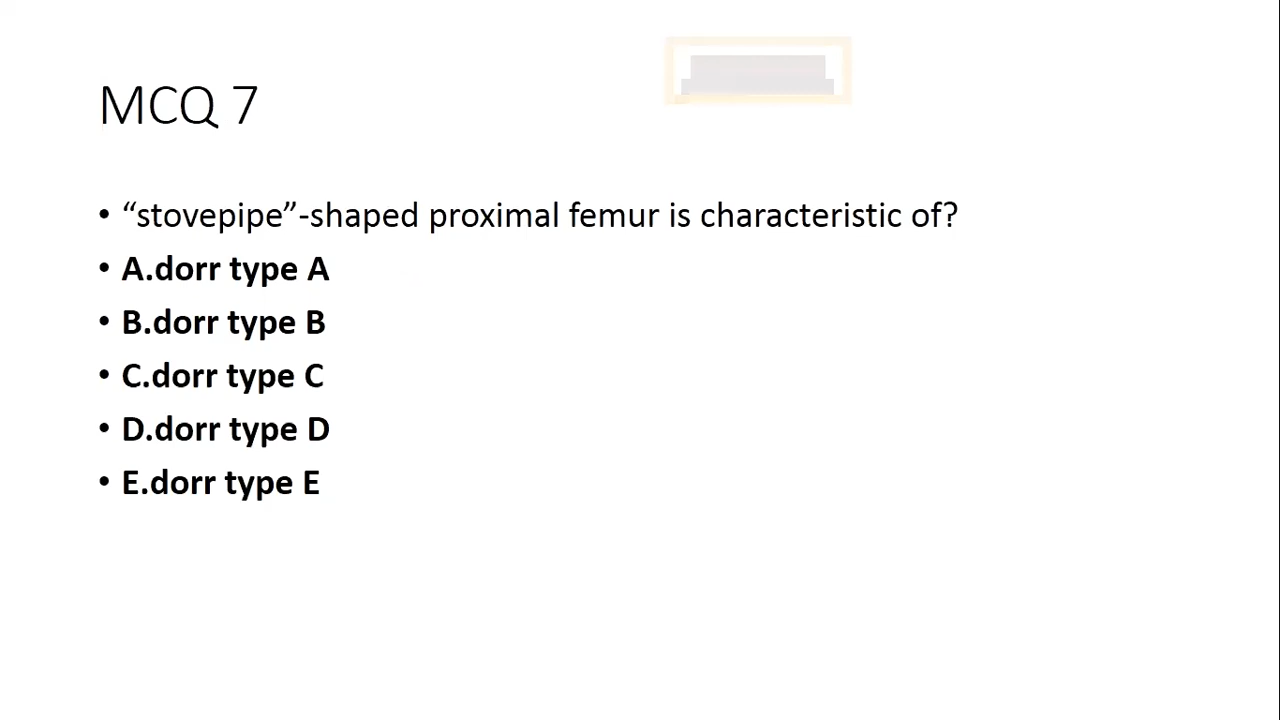 MCQ 7
• “stovepipe”-shaped proximal femur is characteristic of?
• A.dorr type A
• B.dorr type B
• C.dorr type C
• D.dorr type D
• E.dorr type E